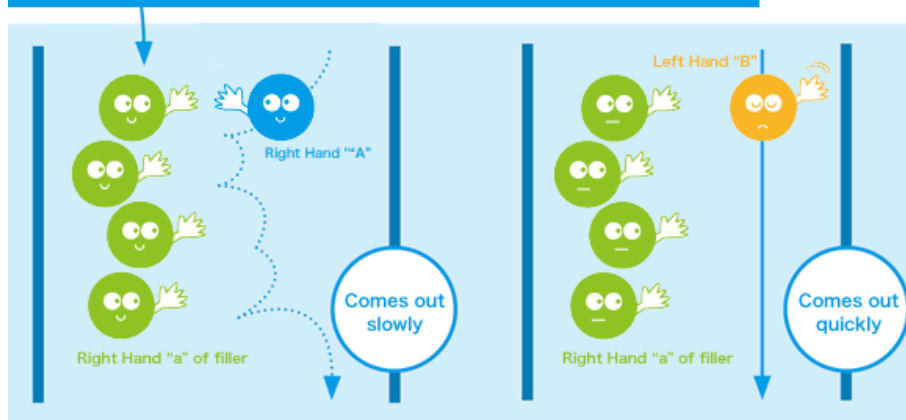 Right Hand "“A"
Comes out
slowly
Right Hand "a" of filler
Left Hand "B"
Comes out
quickly
Right Hand "a" of filler